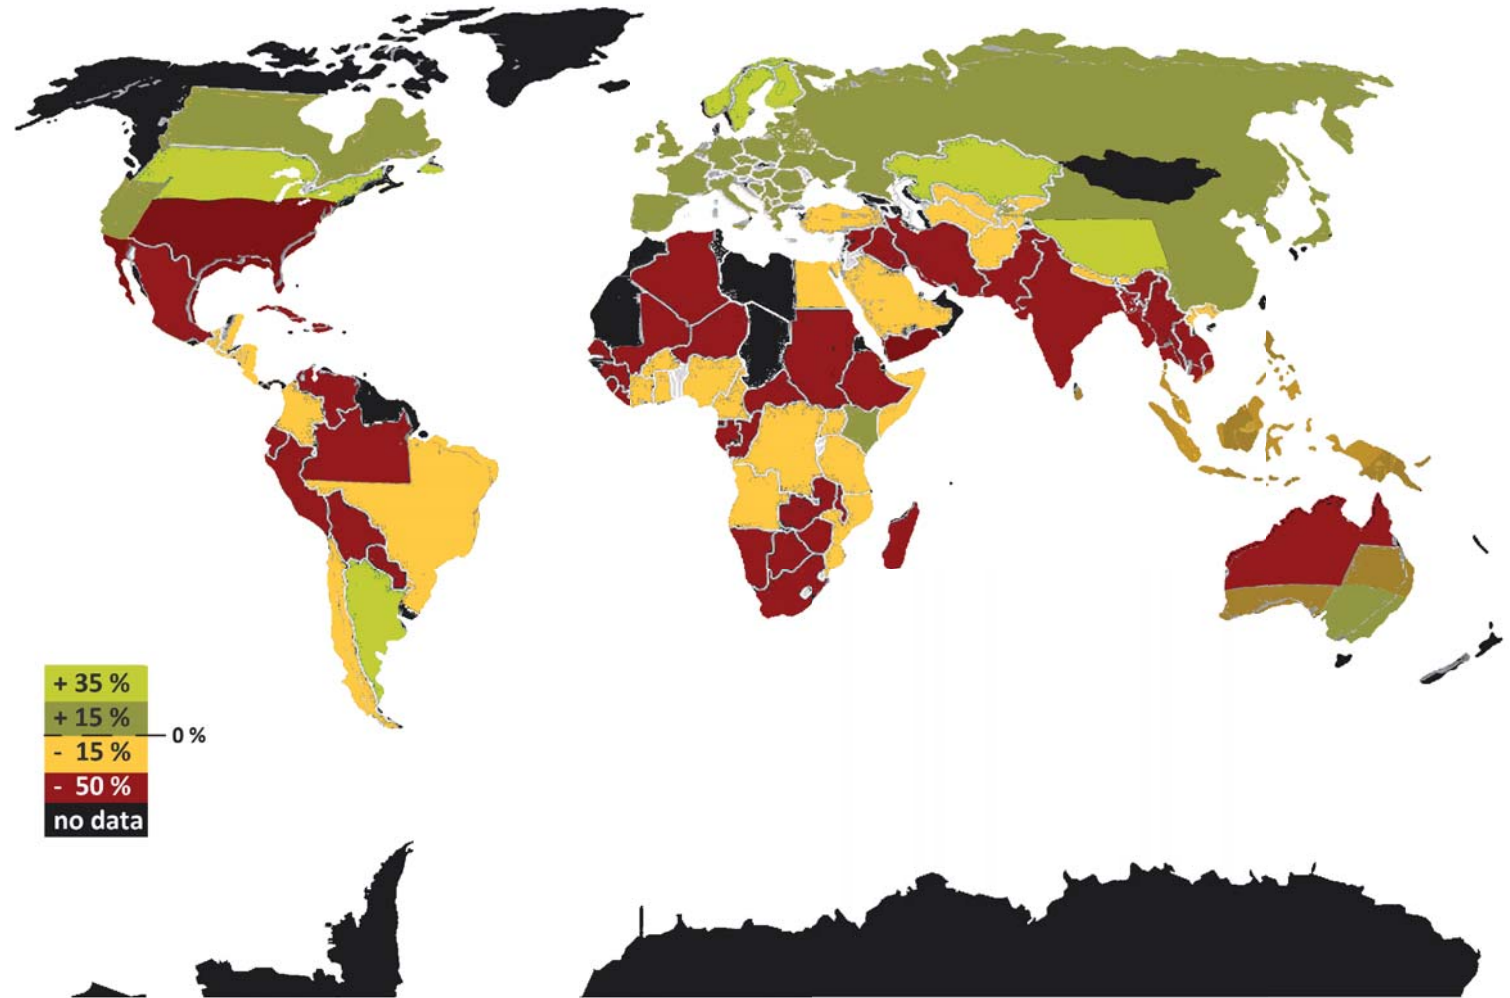 + 35 %
+ 15 %
0 %
- 15 %
- 50 %
no data